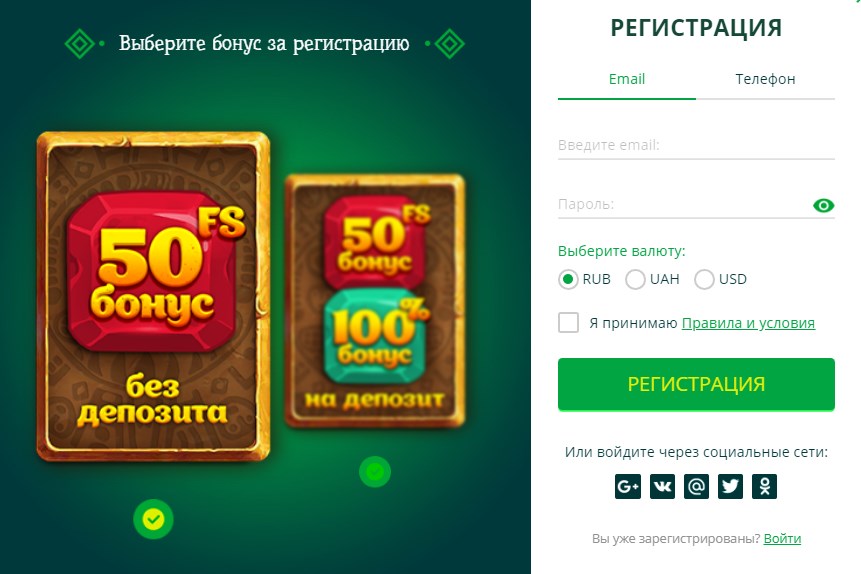 Выберите бонус за регистрацию
50 FS
бонус
без
депозита
50 FS
бонус
100%
бонус
на депозит
РЕГИСТРАЦИЯ
Email Телефон
Введите email:
Пароль:
Выберите валюту:
RUB UAH USD
Я принимаю Правила и условия
РЕГИСТРАЦИЯ
Или войдите через социальные сети:
G+ @
Вы уже зарегистрированы? Войти